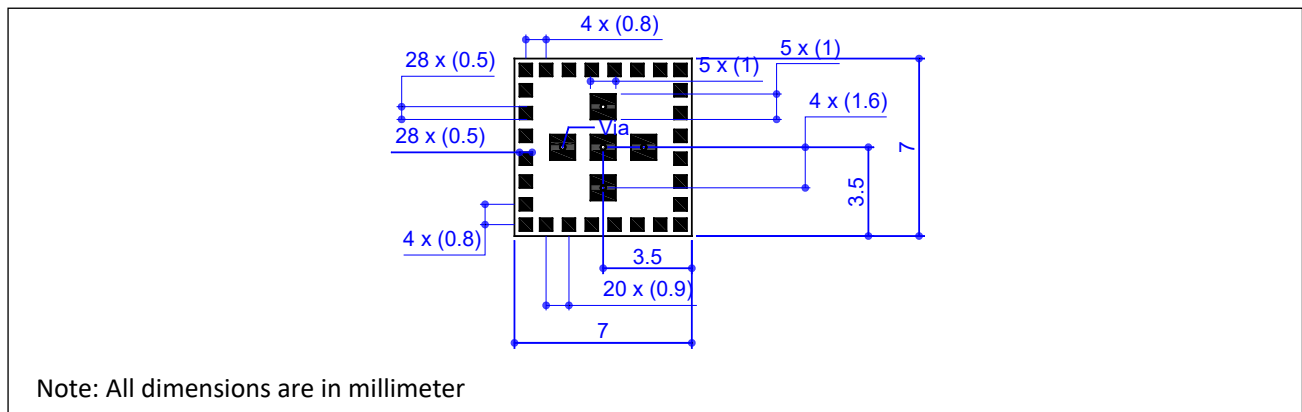 4 x (0.8)
5 x (1)
28 x (0.5)
5 x (1)
4 x (1.6)
Via
28 x (0.5)
7
3.5
4 x (0.8)
3.5
20 x (0.9)
7
Note: All dimensions are in millimeter